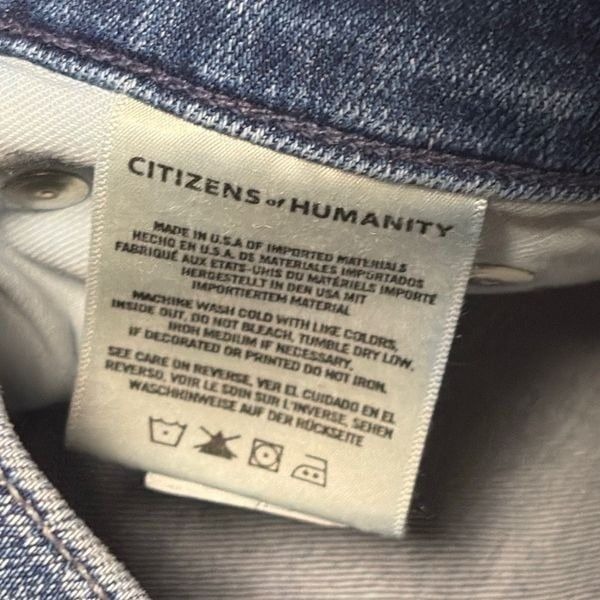 CITIZENS of HUMANITY
MADE IN U.S.A OF IMPORTED MATERIALS
HECHO EN U.S.A. DE MATERIALES IMPORTADOS
FABRIQUÉ AUX ETATS-UNIS DU MATÉRIELS IMPORTÉ
HERGESTELLT IN DEN USA MIT
IMPORTIERTEM MATERIAL
MACHINE WASH COLD WITH LIKE COLORS,
INSIDE OUT, DO NOT BLEACH, TUMBLE DRY LOW,
IRON MEDIUM IF NECESSARY.
IF DECORATED OR PRINTED DO NOT IRON.
SEE CARE ON REVERSE, VER EL CUIDADO EN EL
REVERSO, VOIR LE SOIN SUR L'INVERSE, SEHEN
WASCHHINWEISE AUF DER RÜCKSEITE